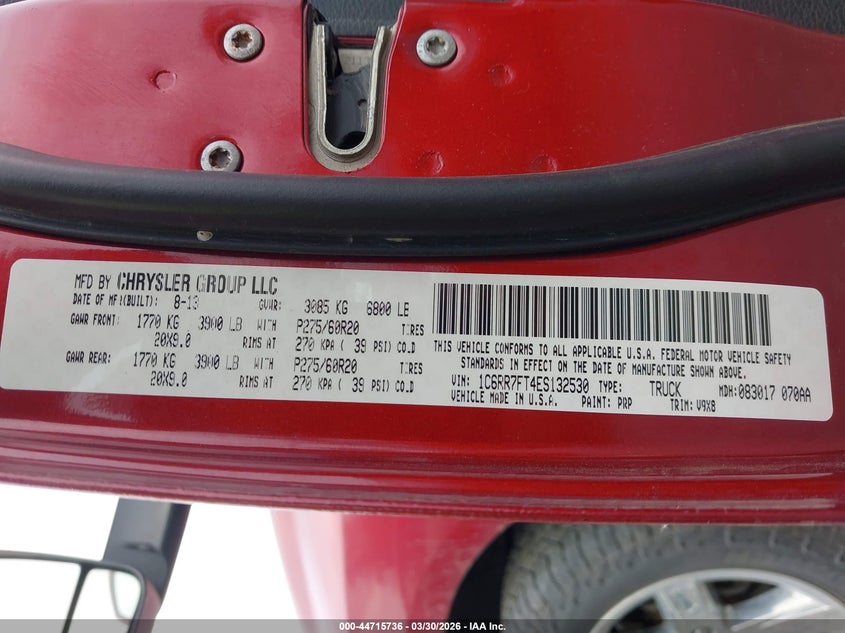 MFD BY CHRYSLER GROUP LLC
DATE OF MFR(BUILT): 8-13 GVWR: 3085 KG 6800 LB
GAWR FRONT: 1770 KG 3900 LB WITH P275/60R20 TIRES
20X9.0 RIMS AT 270 KPA ( 39 PSI) COLD
GAWR REAR: 1770 KG 3900 LB WITH P275/60R20 TIRES
20X9.0 RIMS AT 270 KPA ( 39 PSI) COLD
THIS VEHICLE CONFORMS TO ALL APPLICABLE U.S.A. FEDERAL MOTOR VEHICLE SAFETY
STANDARDS IN EFFECT ON THE DATE OF MANUFACTURE SHOWN ABOVE.
VIN: 1C6RR7FT4ES132530 TYPE: TRUCK MDH: 083017 070AA
VEHICLE MADE IN U.S.A. PAINT: PRP TRIM: V9X8
000-44715736 - 03/30/2026 - IAA Inc.